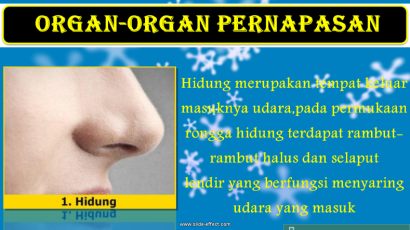 ORGAN-ORGAN PERNAPASAN
Hidung merupakan tempat keluar
masuknya udara,pada permukaan
rongga hidung terdapat rambut-
rambut halus dan selaput
lendir yang berfungsi menyaring
udara yang masuk
1. Hidung
www.slide-effect.com